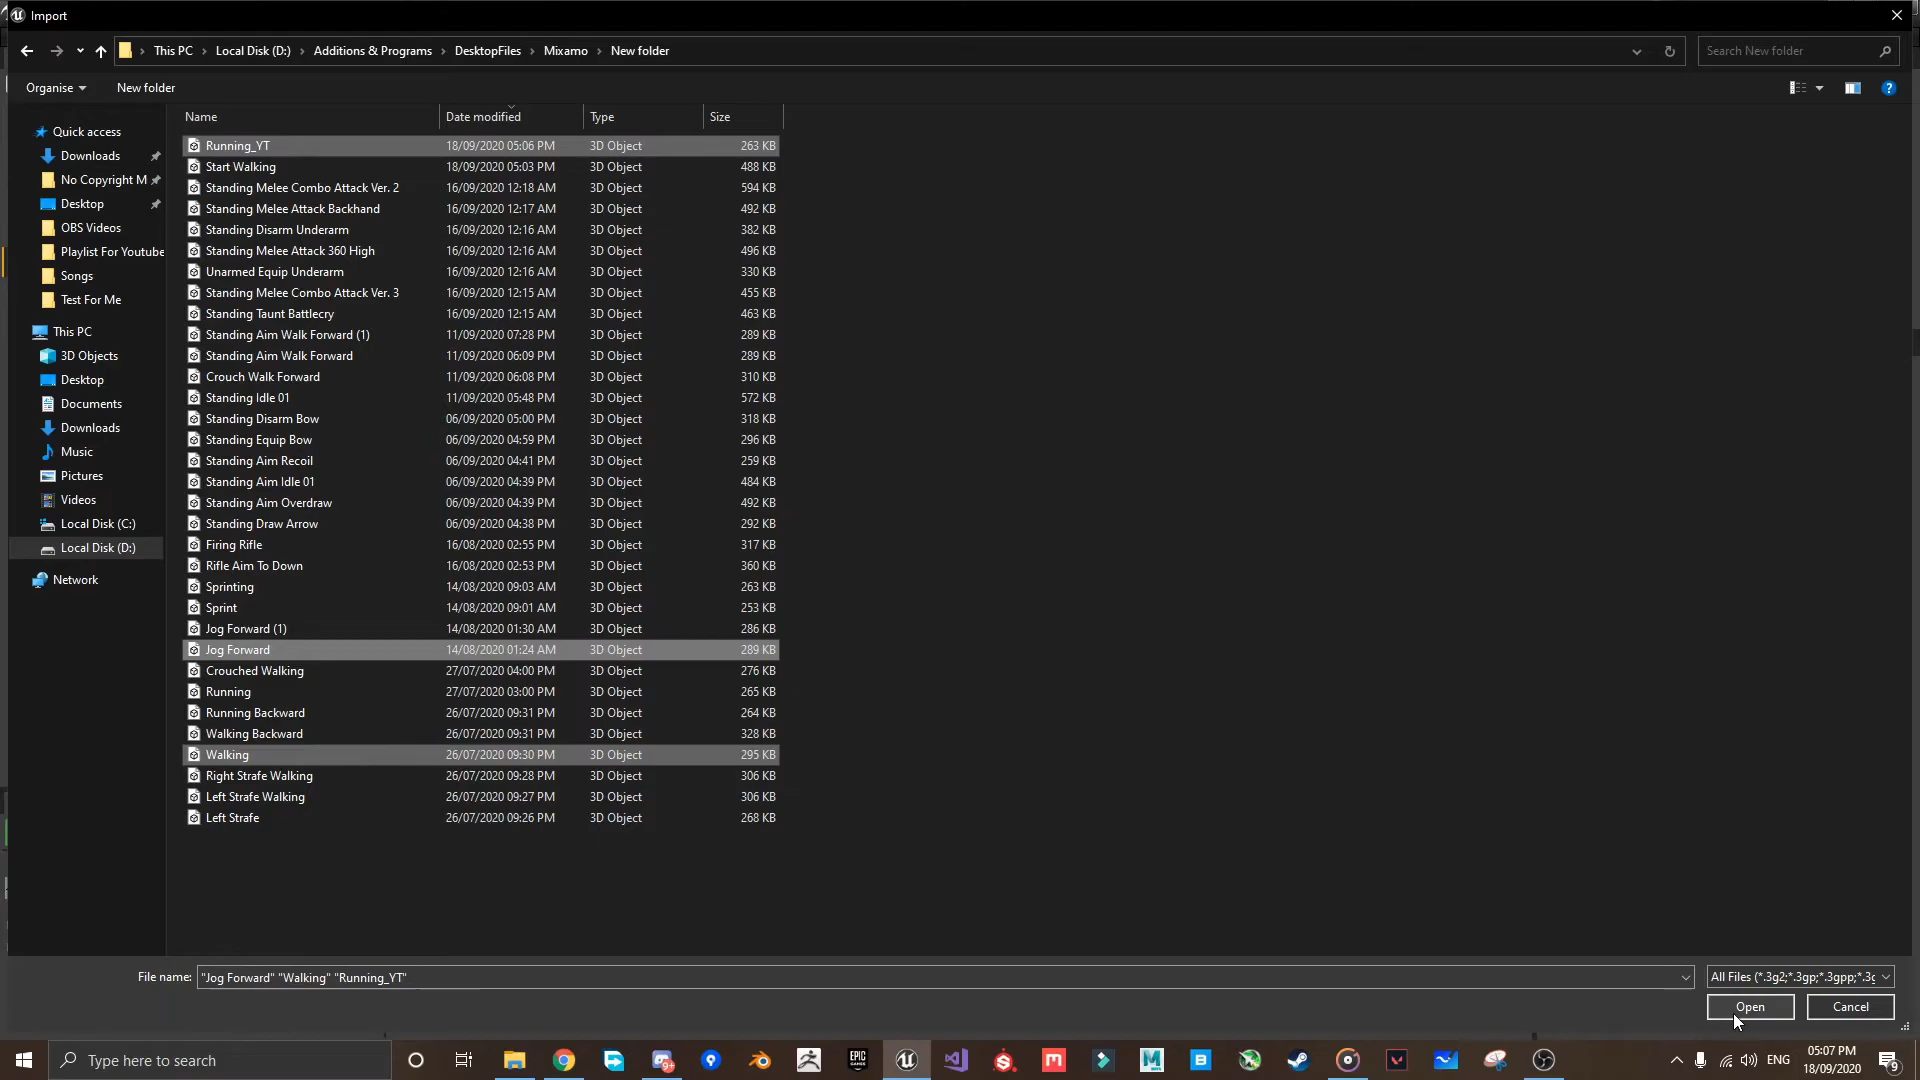 Import
This PC > Local Disk (D:) > Additions & Programs > DesktopFiles > Mixamo > New folder
Search New folder
Organise
New folder
Name Date modified Type Size
Quick access
Downloads
No Copyright M
Desktop
OBS Videos
Playlist For Youtube
Songs
Test For Me
This PC
3D Objects
Desktop
Documents
Downloads
Music
Pictures
Videos
Local Disk (C:)
Local Disk (D:)
Network
Running_YT 18/09/2020 05:06 PM 3D Object 263 KB
Start Walking 18/09/2020 05:03 PM 3D Object 488 KB
Standing Melee Combo Attack Ver. 2 16/09/2020 12:18 AM 3D Object 594 KB
Standing Melee Attack Backhand 16/09/2020 12:17 AM 3D Object 492 KB
Standing Disarm Underarm 16/09/2020 12:16 AM 3D Object 382 KB
Standing Melee Attack 360 High 16/09/2020 12:16 AM 3D Object 496 KB
Unarmed Equip Underarm 16/09/2020 12:16 AM 3D Object 330 KB
Standing Melee Combo Attack Ver. 3 16/09/2020 12:15 AM 3D Object 455 KB
Standing Taunt Battlecry 16/09/2020 12:15 AM 3D Object 463 KB
Standing Aim Walk Forward (1) 11/09/2020 07:28 PM 3D Object 289 KB
Standing Aim Walk Forward 11/09/2020 06:09 PM 3D Object 289 KB
Crouch Walk Forward 11/09/2020 06:08 PM 3D Object 310 KB
Standing Idle 01 11/09/2020 05:48 PM 3D Object 572 KB
Standing Disarm Bow 06/09/2020 05:00 PM 3D Object 318 KB
Standing Equip Bow 06/09/2020 04:59 PM 3D Object 296 KB
Standing Aim Recoil 06/09/2020 04:41 PM 3D Object 259 KB
Standing Aim Idle 01 06/09/2020 04:39 PM 3D Object 484 KB
Standing Aim Overdraw 06/09/2020 04:39 PM 3D Object 492 KB
Standing Draw Arrow 06/09/2020 04:38 PM 3D Object 292 KB
Firing Rifle 16/08/2020 02:55 PM 3D Object 317 KB
Rifle Aim To Down 16/08/2020 02:53 PM 3D Object 360 KB
Sprinting 14/08/2020 09:03 AM 3D Object 263 KB
Sprint 14/08/2020 09:01 AM 3D Object 253 KB
Jog Forward (1) 14/08/2020 01:30 AM 3D Object 286 KB
Jog Forward 14/08/2020 01:24 AM 3D Object 289 KB
Crouched Walking 27/07/2020 04:00 PM 3D Object 276 KB
Running 27/07/2020 03:00 PM 3D Object 265 KB
Running Backward 26/07/2020 09:31 PM 3D Object 264 KB
Walking Backward 26/07/2020 09:31 PM 3D Object 328 KB
Walking 26/07/2020 09:30 PM 3D Object 295 KB
Right Strafe Walking 26/07/2020 09:28 PM 3D Object 306 KB
Left Strafe Walking 26/07/2020 09:27 PM 3D Object 306 KB
Left Strafe 26/07/2020 09:26 PM 3D Object 268 KB
File name: "Jog Forward" "Walking" "Running_YT"
All Files (*.3g2;*.3gp;*.3gpp;*.3g
Open
Cancel
Type here to search
EPIC GAMES
ENG
05:07 PM
18/09/2020
9